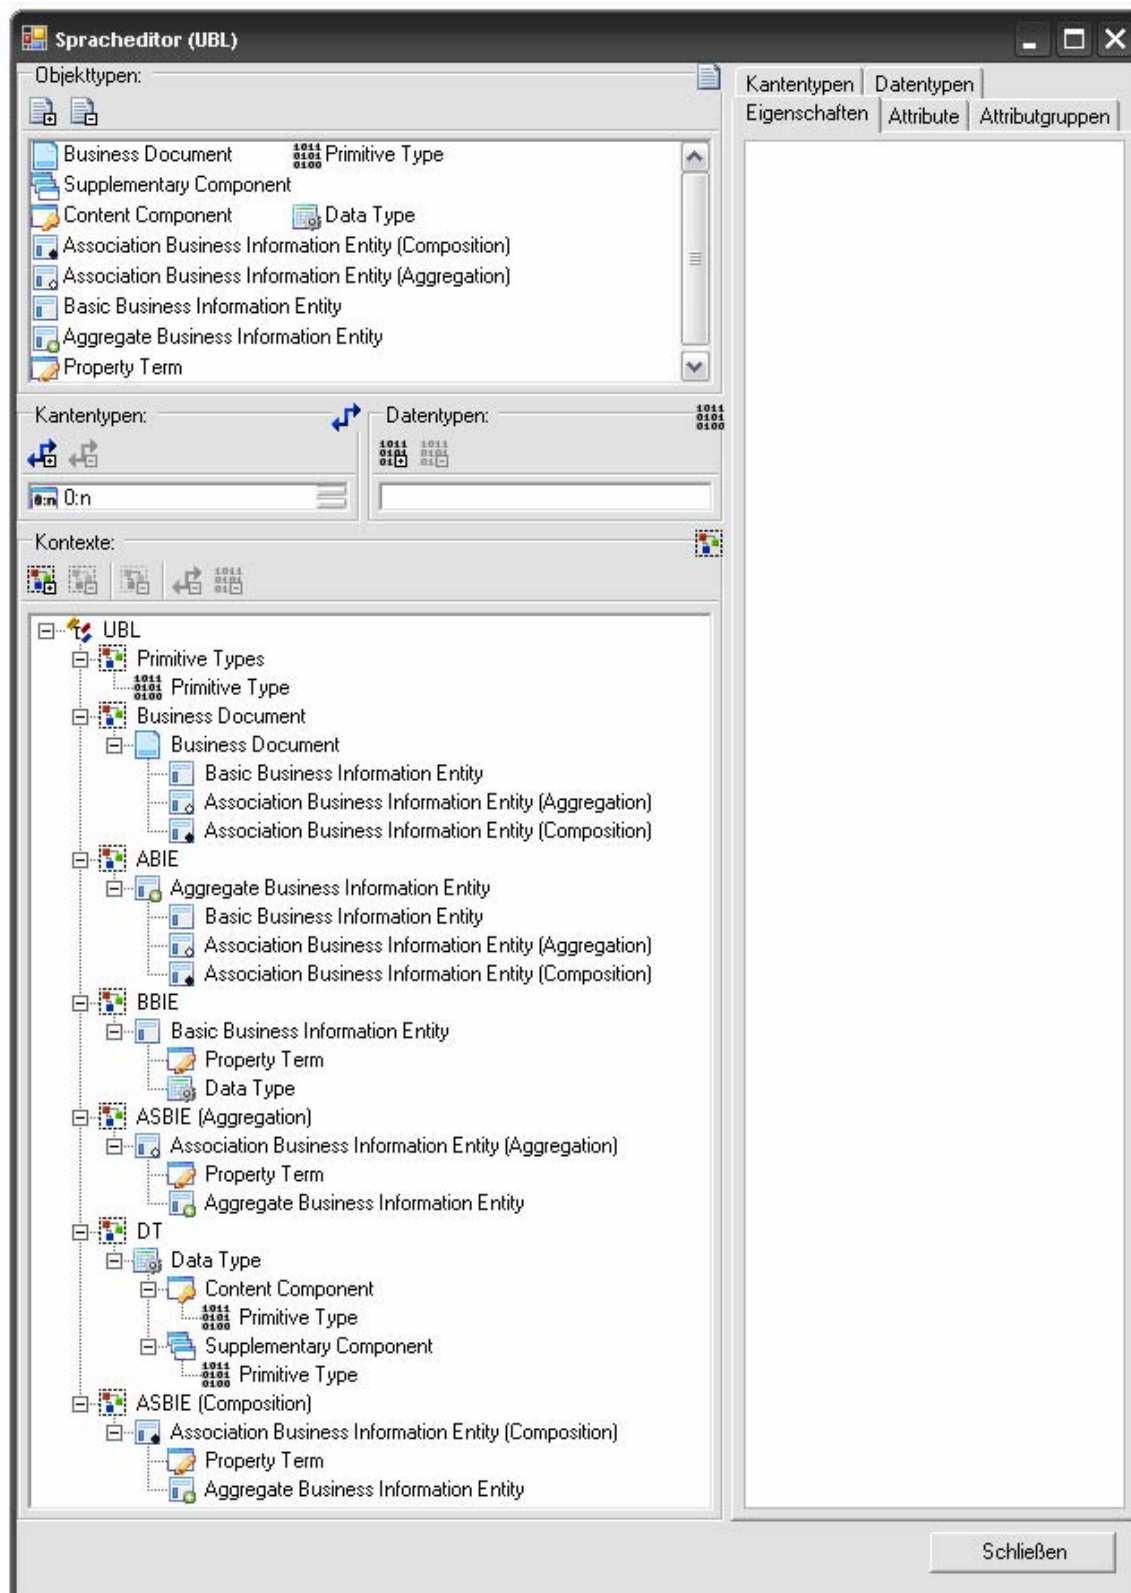 Spracheditor (UBL)
Objekttypen:
Business Document Primitive Type
Supplementary Component
Content Component Data Type
Association Business Information Entity (Composition)
Association Business Information Entity (Aggregation)
Basic Business Information Entity
Aggregate Business Information Entity
Property Term
Kantentypen: Datentypen:
0:n 0:n
Kontexte:
UBL
Primitive Types
Primitive Type
Business Document
Business Document
Basic Business Information Entity
Association Business Information Entity (Aggregation)
Association Business Information Entity (Composition)
ABIE
Aggregate Business Information Entity
Basic Business Information Entity
Association Business Information Entity (Aggregation)
Association Business Information Entity (Composition)
BBIE
Basic Business Information Entity
Property Term
Data Type
ASBIE (Aggregation)
Association Business Information Entity (Aggregation)
Property Term
Aggregate Business Information Entity
DT
Data Type
Content Component
Primitive Type
Supplementary Component
Primitive Type
ASBIE (Composition)
Association Business Information Entity (Composition)
Property Term
Aggregate Business Information Entity
Kantentypen Datentypen
Eigenschaften Attribute Attributgruppen
Schließen